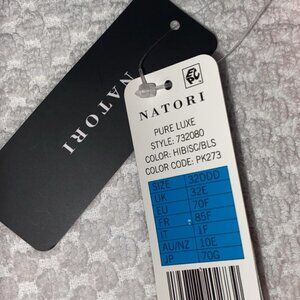 NATORI
NATORI
PURE LUXE
STYLE: 732080
COLOR: HIBISC/BLS
COLOR CODE: PK273
SIZE 32DDD
UK 32E
EU 70F
FR 85F
IT 1F
AU/NZ 10E
JP 70G